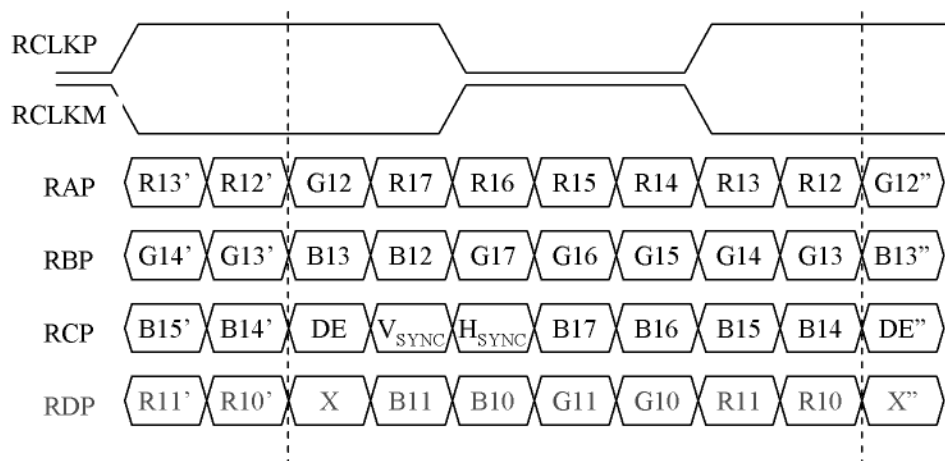 RCLKP
RCLKM
RAP R13’ R12’ G12 R17 R16 R15 R14 R13 R12 G12”
RBP G14’ G13’ B13 B12 G17 G16 G15 G14 G13 B13”
RCP B15’ B14’ DE VSYNC HSYNC B17 B16 B15 B14 DE”
RDP R11’ R10’ X B11 B10 G11 G10 R11 R10 X”